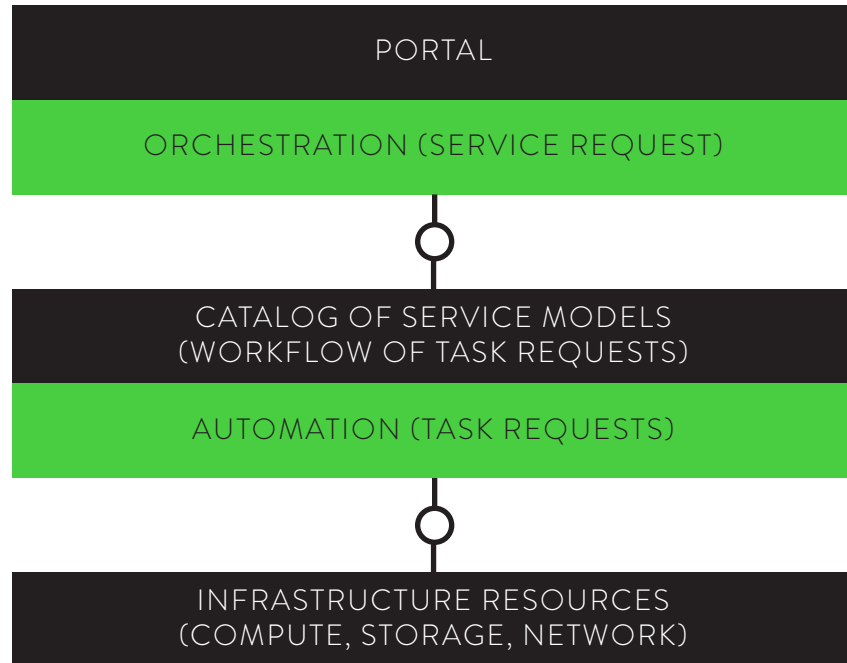 PORTAL
ORCHESTRATION (SERVICE REQUEST)
CATALOG OF SERVICE MODELS
(WORKFLOW OF TASK REQUESTS)
AUTOMATION (TASK REQUESTS)
INFRASTRUCTURE RESOURCES
(COMPUTE, STORAGE, NETWORK)